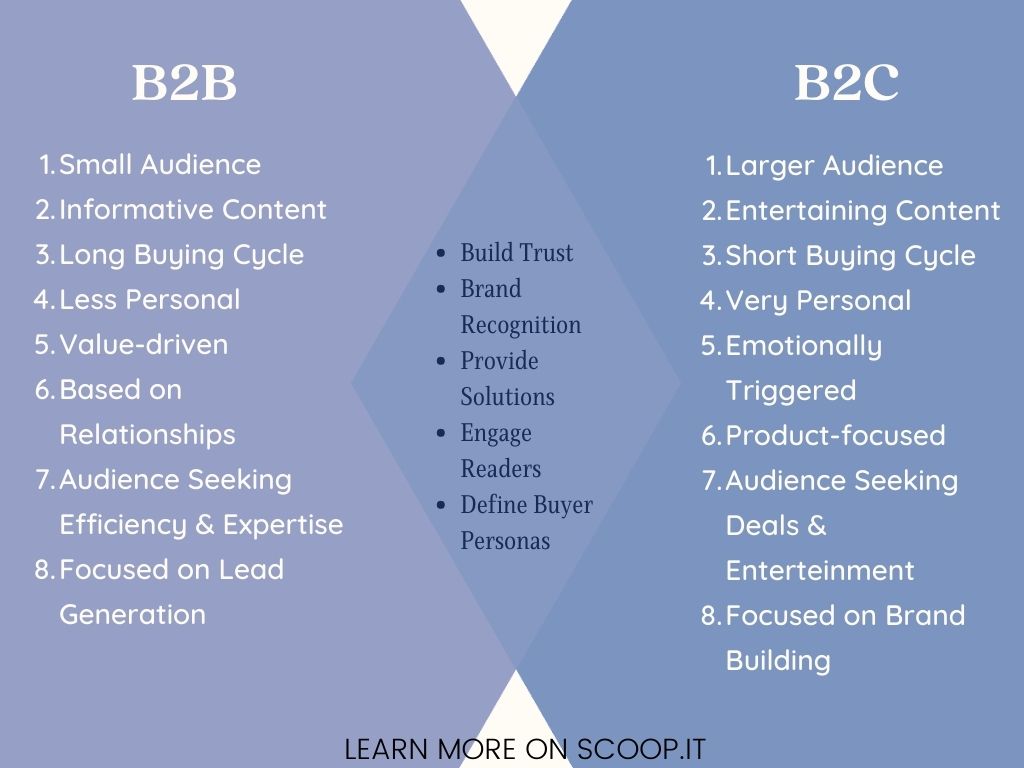 B2B
1. Small Audience
2. Informative Content
3. Long Buying Cycle
4. Less Personal
5. Value-driven
6. Based on
Relationships
7. Audience Seeking
Efficiency & Expertise
8. Focused on Lead
Generation
• Build Trust
• Brand
Recognition
• Provide
Solutions
• Engage
Readers
• Define Buyer
Personas
B2C
1. Larger Audience
2. Entertaining Content
3. Short Buying Cycle
4. Very Personal
5. Emotionally
Triggered
6. Product-focused
7. Audience Seeking
Deals &
Enterteinment
8. Focused on Brand
Building
LEARN MORE ON SCOOP.IT